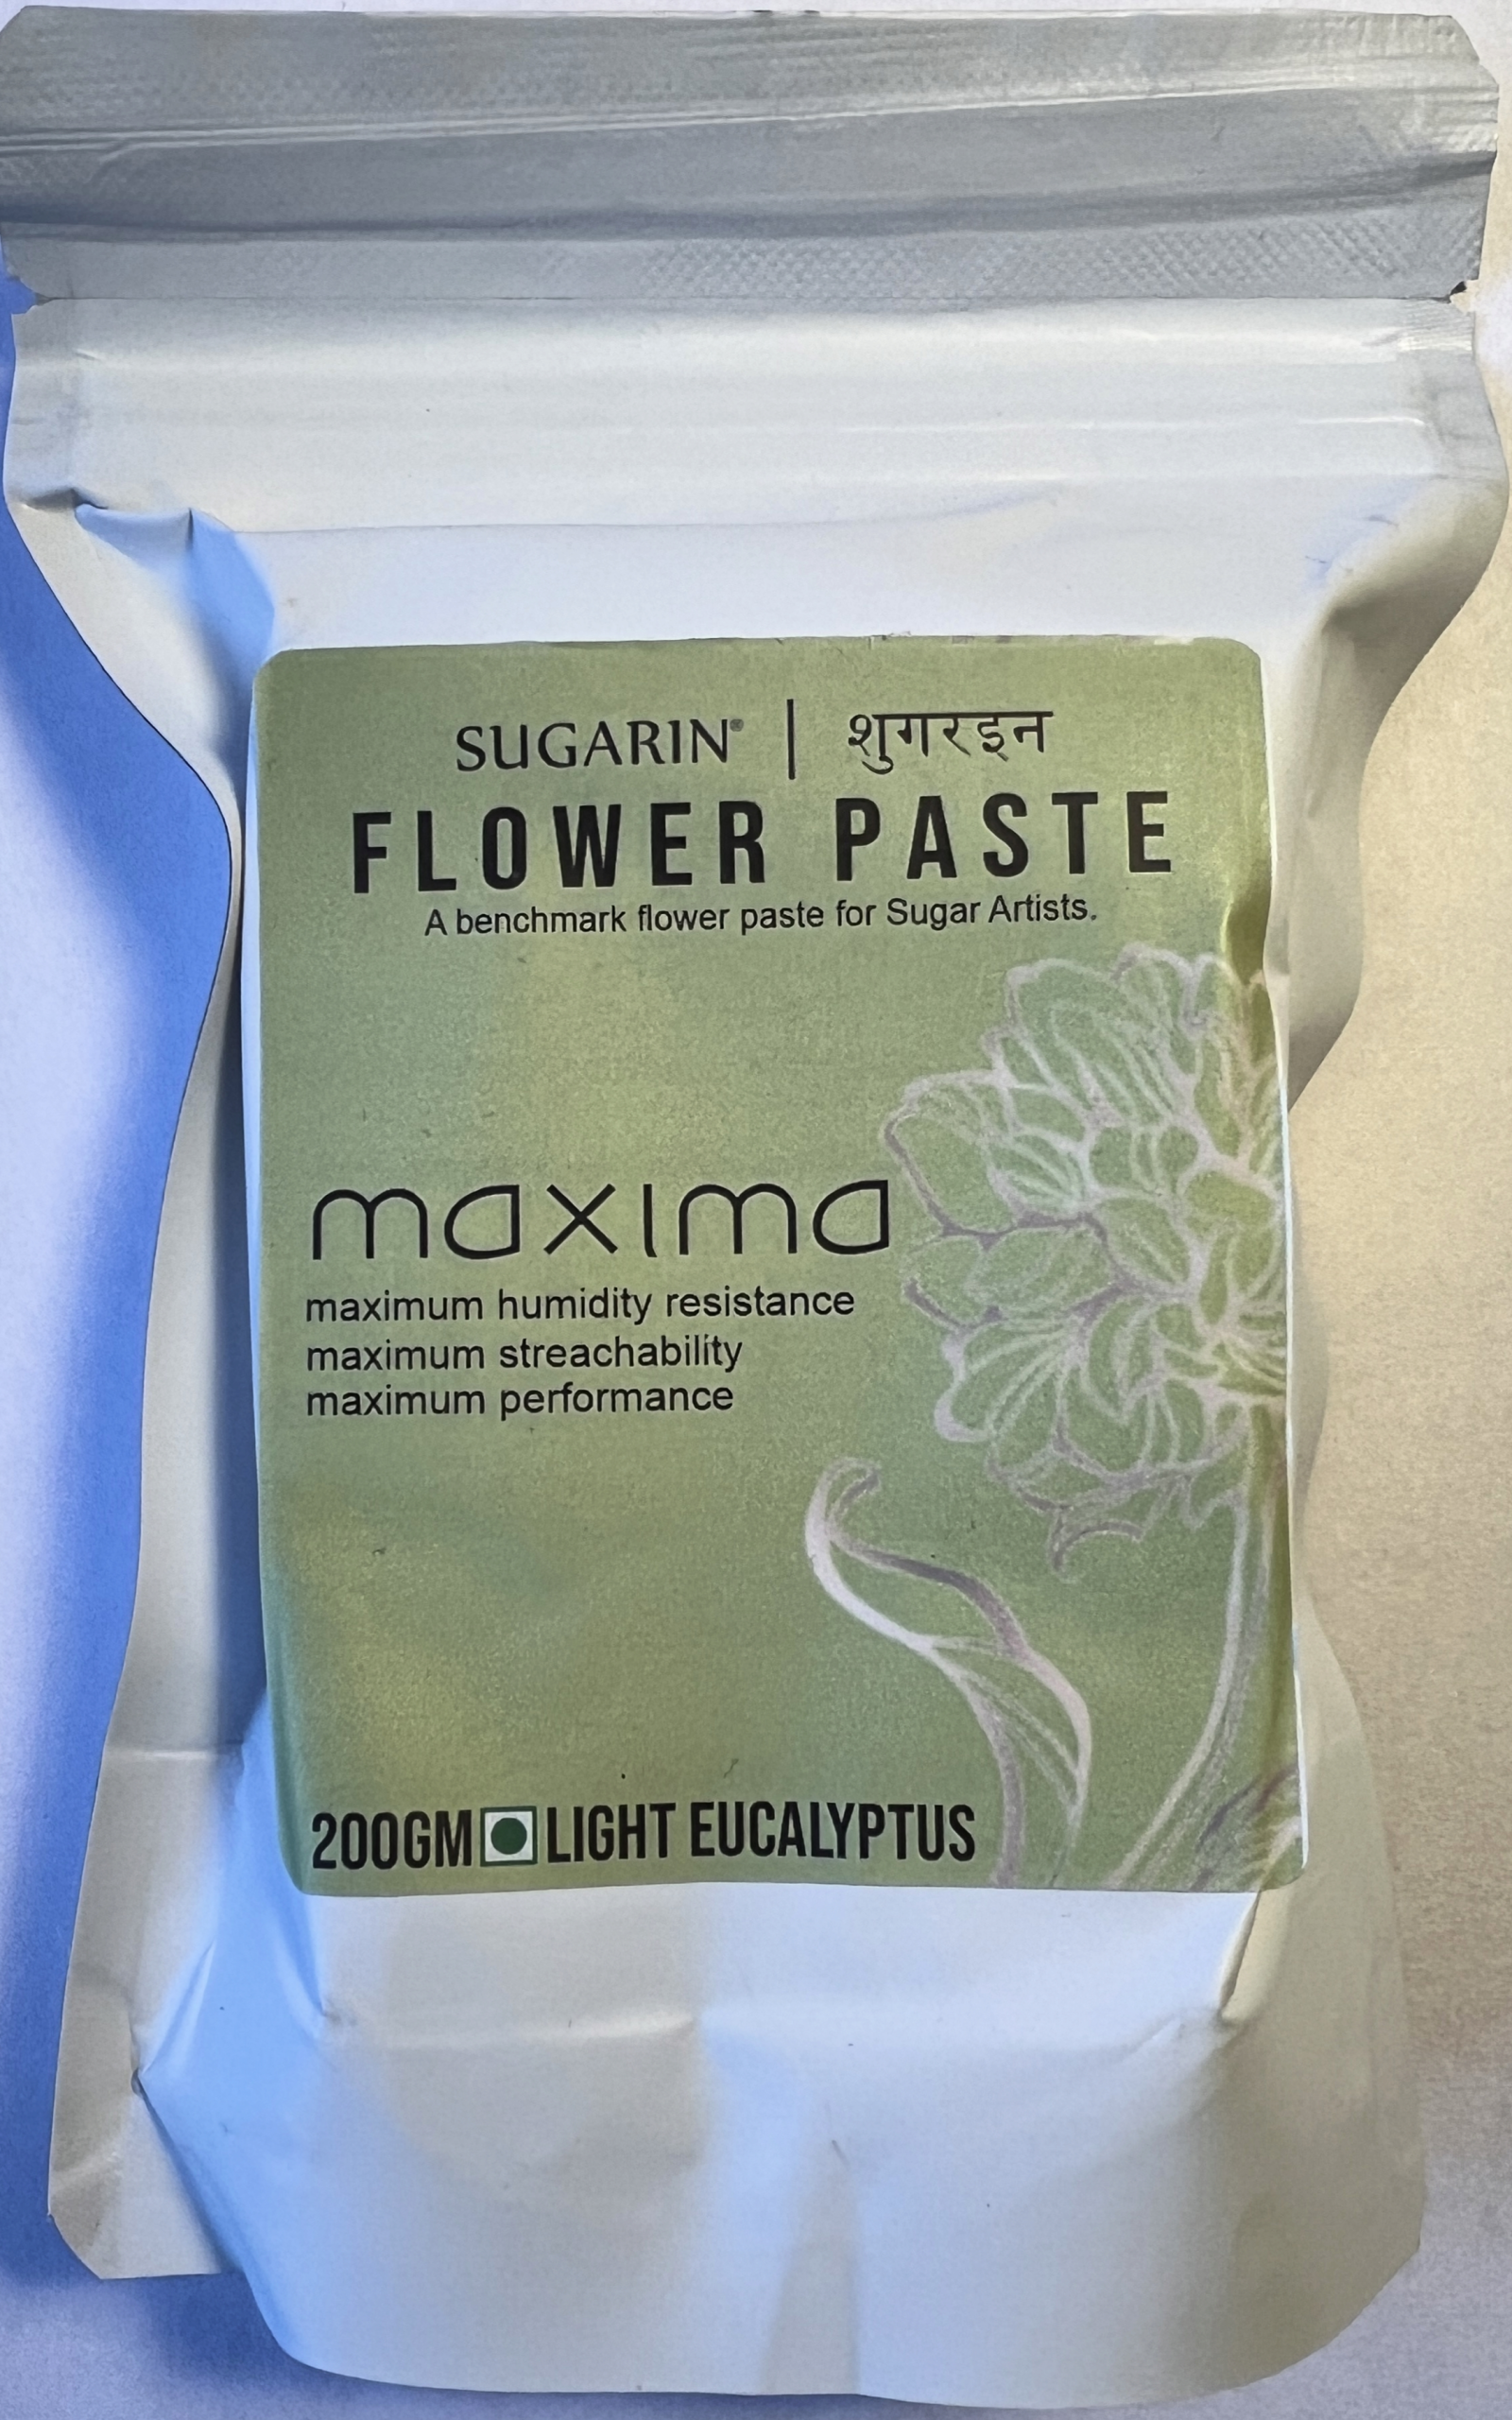 SUGARIN® | शुगरइन
FLOWER PASTE
A benchmark flower paste for Sugar Artists.
maxima
maximum humidity resistance
maximum streachability
maximum performance
200GM LIGHT EUCALYPTUS